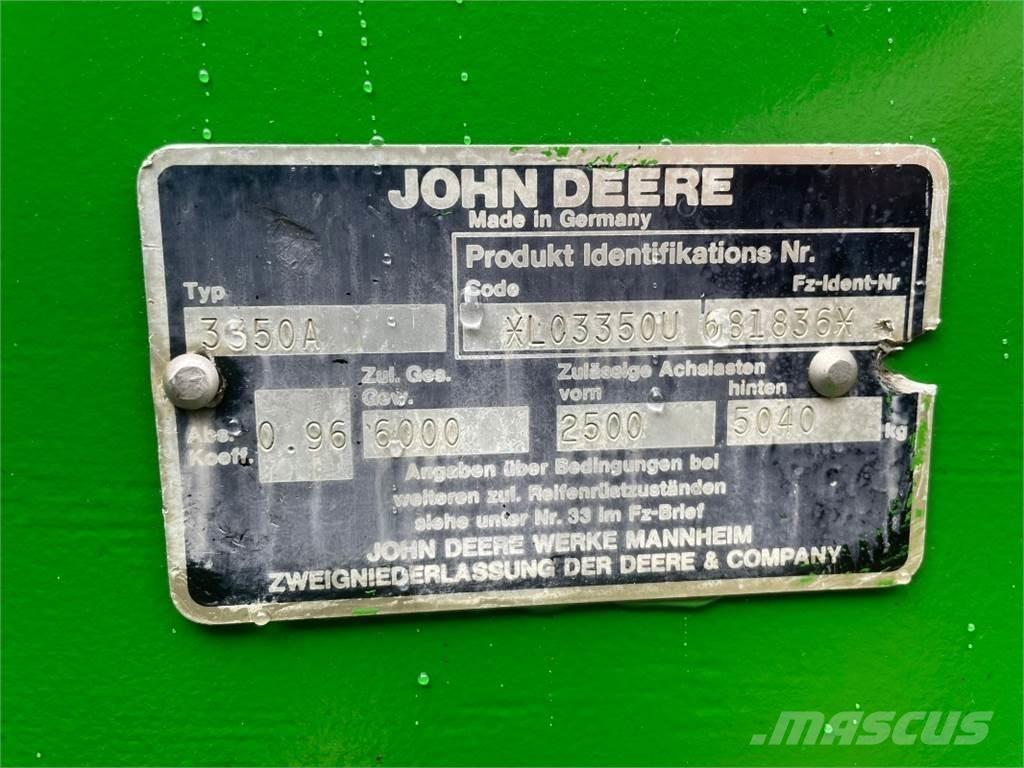 JOHN DEERE
Made in Germany
Produkt Identifikations Nr.
Code Fz-Ident-Nr
*L03350U 681836*
Typ
3350A
Zul. Ges. Gew.
6000
Zulässige Achslasten
vorn hinten
2500 5040 kg
Abs. Koeff.
0.96
Angaben über Bedingungen bei
weiteren zul. Reifenrüstzuständen
siehe unter Nr. 33 im Fz-Brief
JOHN DEERE WERKE MANNHEIM
ZWEIGNIEDERLASSUNG DER DEERE & COMPANY
MASCUS